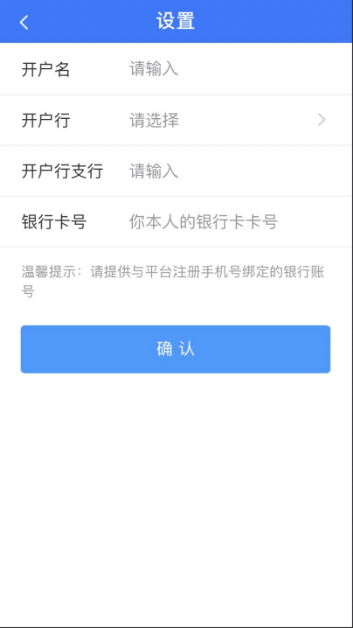 设置
开户名 请输入
开户行 请选择
开户行支行 请输入
银行卡号 你本人的银行卡卡号
温馨提示：请提供与平台注册手机号绑定的银行账
号
确认